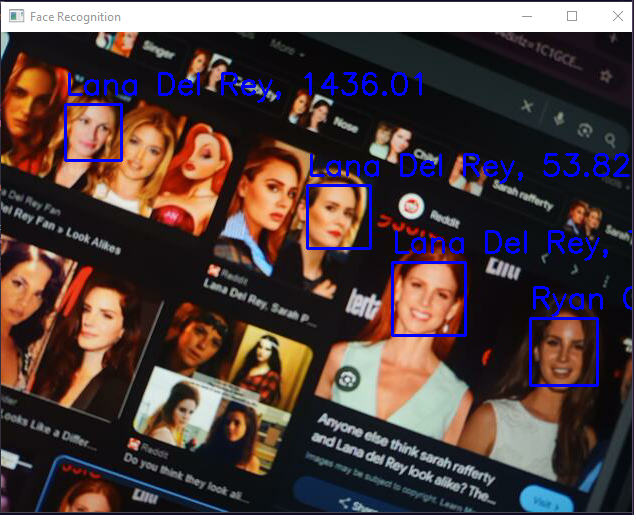 Face Recognition
Singer
More
z=1C1GCE...
Lana Del Rey, 1436.01
Nose
Sarah rafferty
Lana Del Rey, 53.82
Del Rey Fan
Del Rey Fan » Look Alikes
Reddit
Lana Del Rey,
Reddit
Lana Del Rey, Sarah P...
Ryan
Looks Like a Differ...
Reddit
Do you think they look ali...
Anyone else think sarah rafferty
and Lana del Rey look alike? The...
Images may be subject to copyright. Learn M
Visit
Share